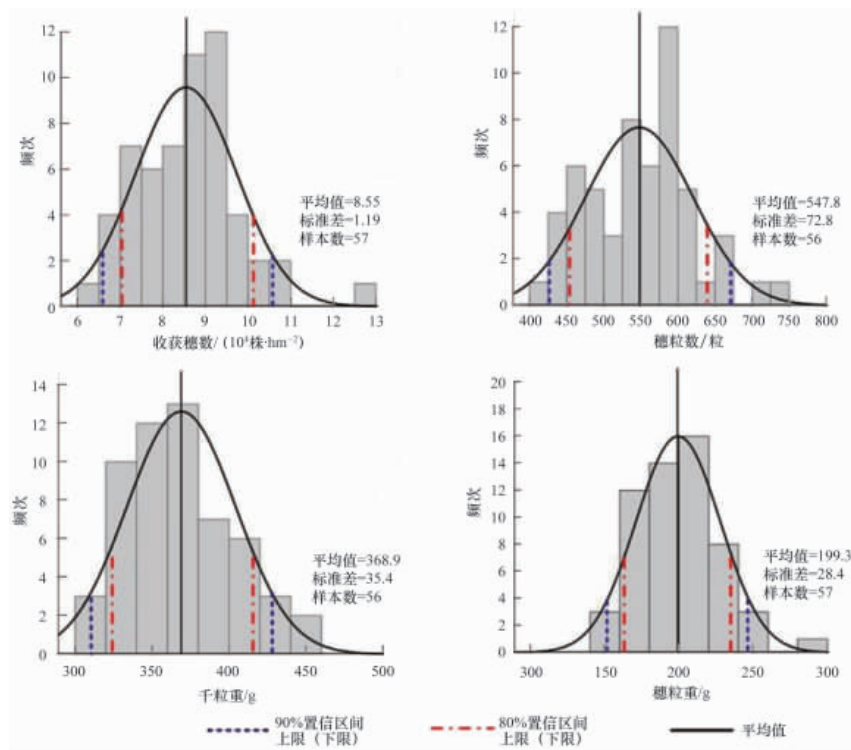 14
12
10
8
6
4
2
0
频次
平均值=8.55
标准差=1.19
样本数=57
6 7 8 9 10 11 12 13
收获穗数/(10⁴株·hm⁻²)
12
10
8
6
4
2
0
频次
平均值=547.8
标准差=72.8
样本数=56
400 450 500 550 600 650 700 750 800
穗粒数/粒
14
12
10
8
6
4
2
0
频次
平均值=368.9
标准差=35.4
样本数=56
300 350 400 450 500
千粒重/g
20
18
16
14
12
10
8
6
4
2
0
频次
平均值=199.3
标准差=28.4
样本数=57
300 150 200 250 300
穗粒重/g
90%置信区间
上限（下限）
80%置信区间
上限（下限）
平均值